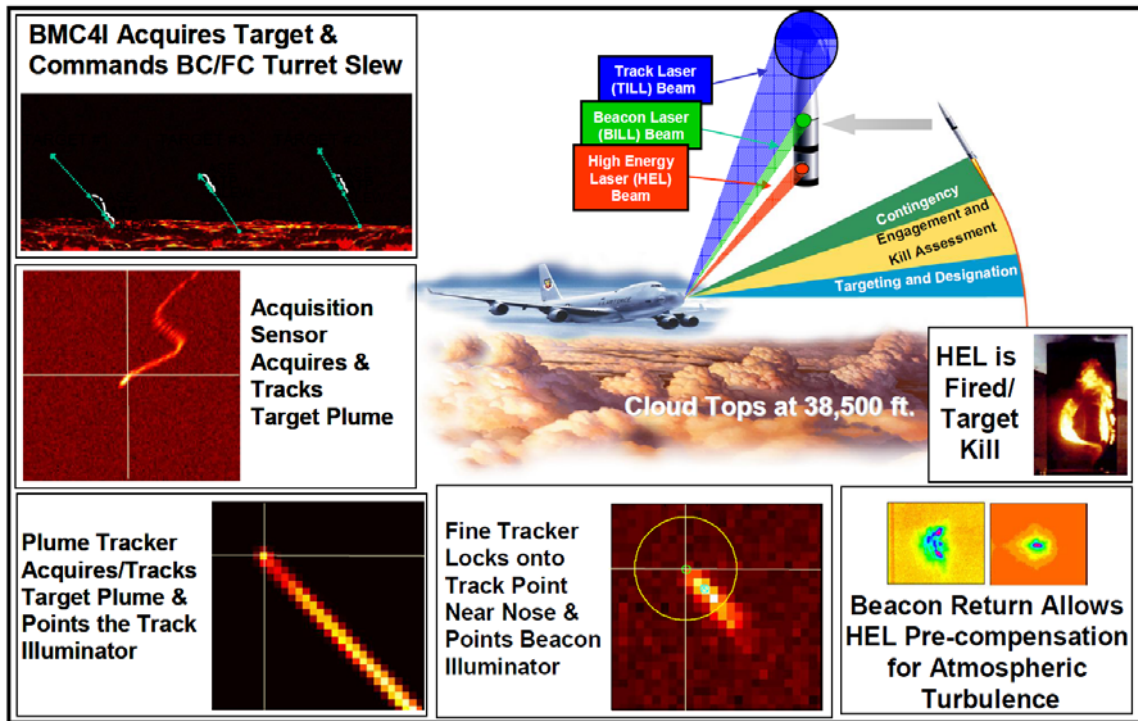 BMC4I Acquires Target &
Commands BC/FC Turret Slew
Track Laser
(TILL) Beam
Beacon Laser
(BILL) Beam
High Energy
Laser (HEL)
Beam
Contingency
Engagement and
Kill Assessment
Targeting and Designation
Acquisition
Sensor
Acquires &
Tracks
Target Plume
Cloud Tops at 38,500 ft.
HEL is
Fired/
Target
Kill
Plume Tracker
Acquires/Tracks
Target Plume &
Points the Track
Illuminator
Fine Tracker
Locks onto
Track Point
Near Nose &
Points Beacon
Illuminator
Beacon Return Allows
HEL Pre-compensation
for Atmospheric
Turbulence